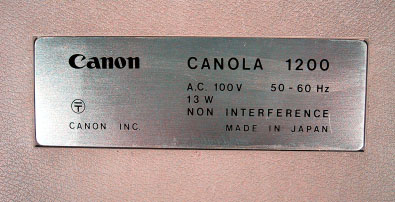 Canon CANOLA 1200
A.C. 100V 50-60 Hz
13 W
NON INTERFERENCE
CANON INC. MADE IN JAPAN